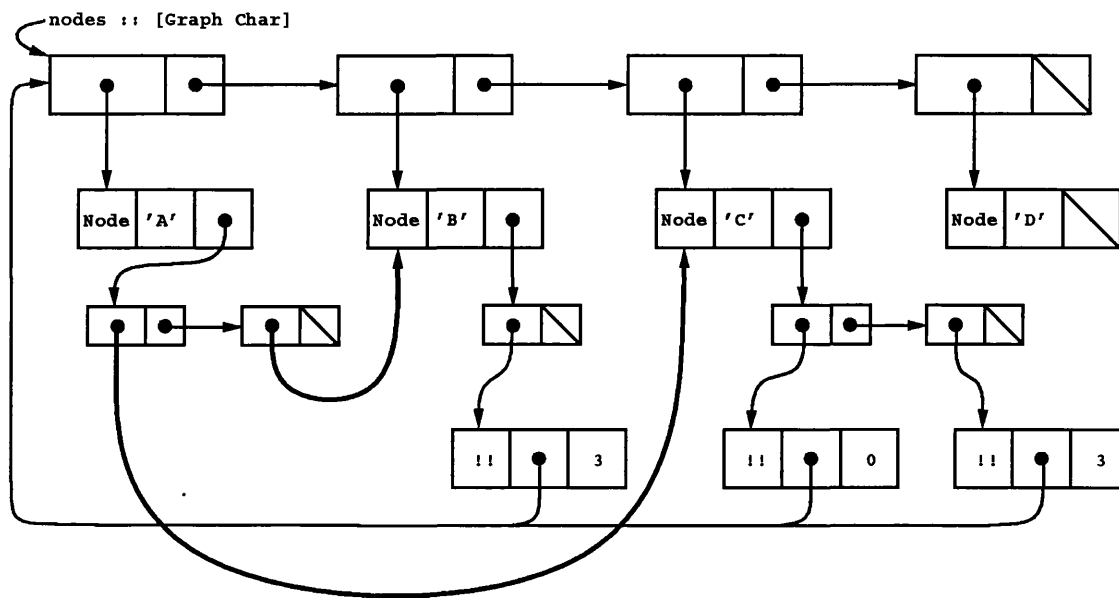 nodes :: [Graph Char]
Node 'A' Node 'B' Node 'C' Node 'D'
!! 3 !! 0 !! 3